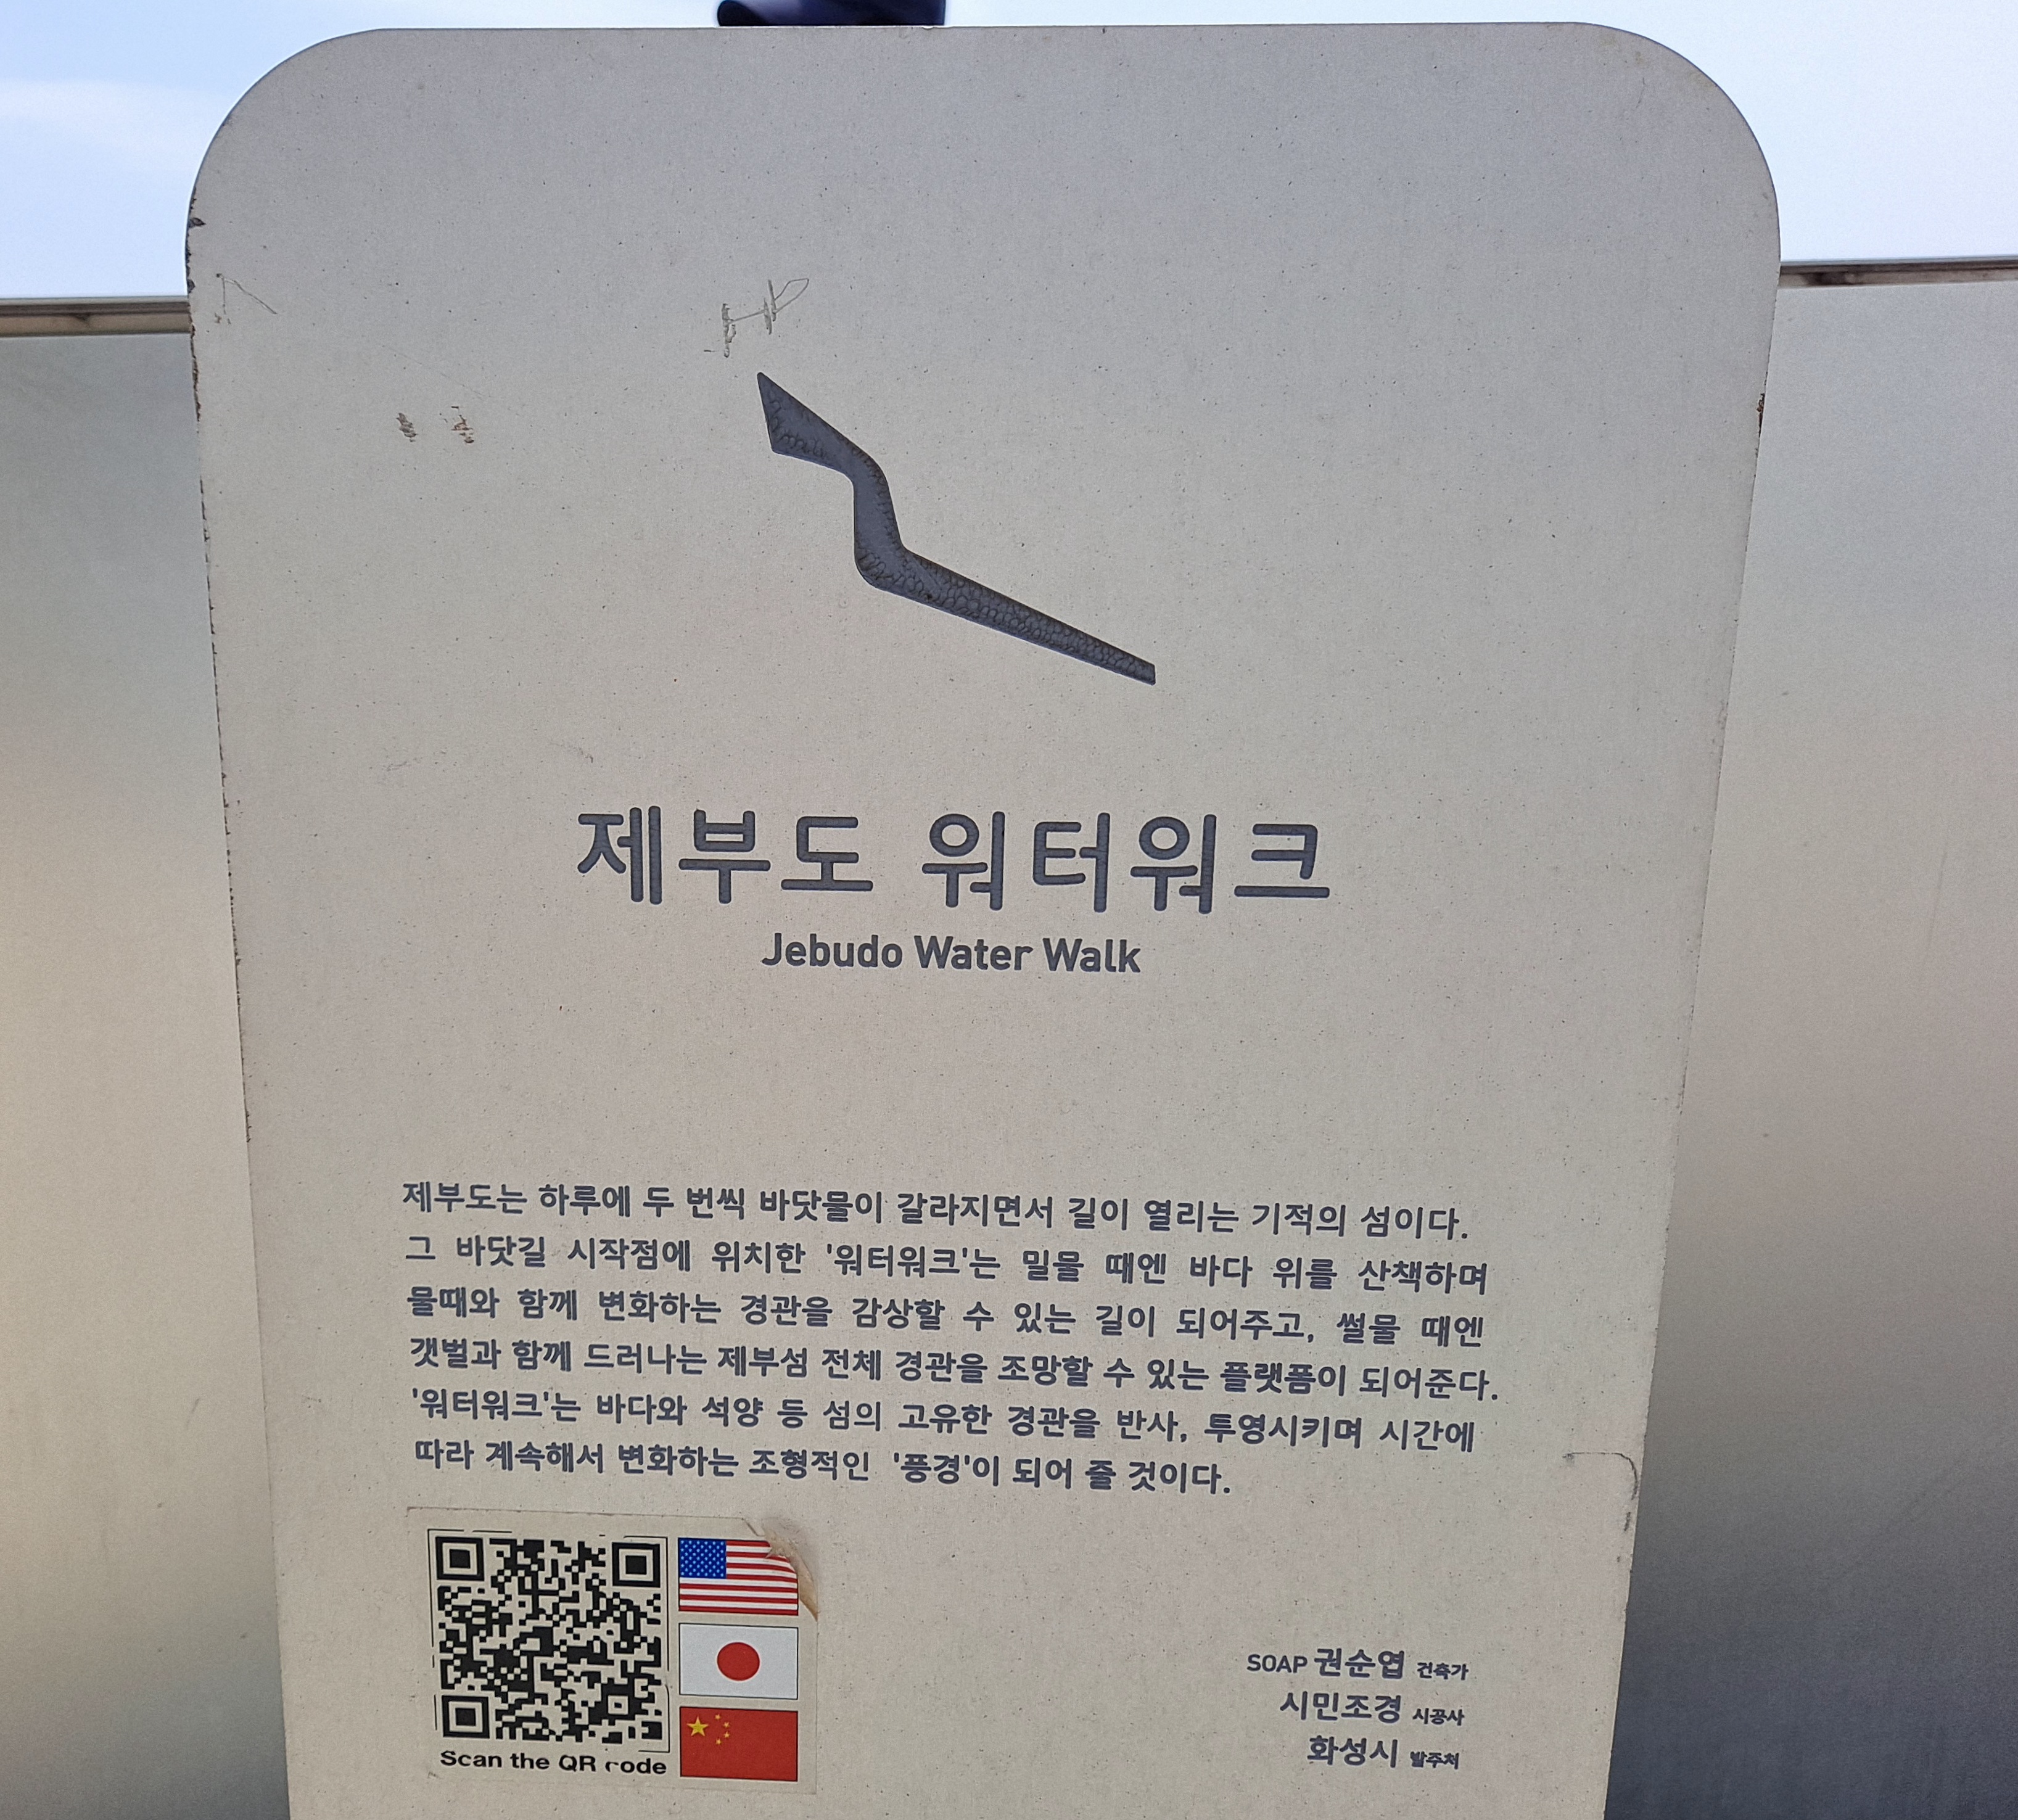 제부도 워터워크
Jebudo Water Walk
제부도는 하루에 두 번씩 바닷물이 갈라지면서 길이 열리는 기적의 섬이다.
그 바닷길 시작점에 위치한 '워터워크'는 밀물 때엔 바다 위를 산책하며
물때와 함께 변화하는 경관을 감상할 수 있는 길이 되어주고, 썰물 때엔
갯벌과 함께 드러나는 제부섬 전체 경관을 조망할 수 있는 플랫폼이 되어준다.
'워터워크'는 바다와 석양 등 섬의 고유한 경관을 반사, 투영시키며 시간에
따라 계속해서 변화하는 조형적인 '풍경'이 되어 줄 것이다.
Scan the QR code
SOAP 권순엽 건축가
시민조경 시공사
화성시 발주처